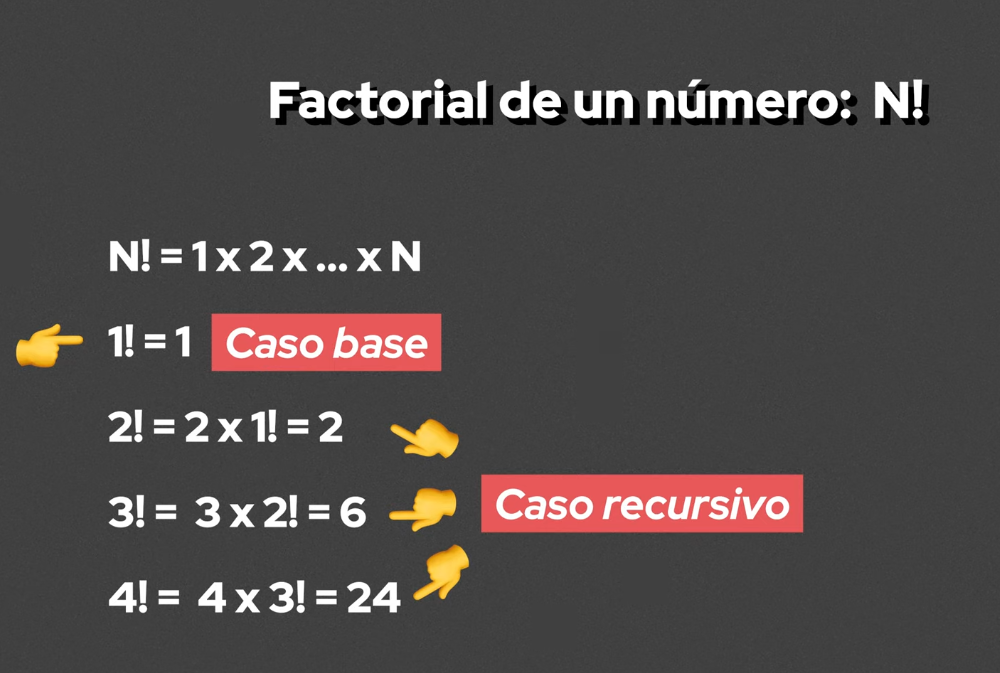 Factorial de un número: N!
N! = 1 x 2 x ... x N
1! = 1 Caso base
2! = 2 x 1! = 2
3! = 3 x 2! = 6
Caso recursivo
4! = 4 x 3! = 24